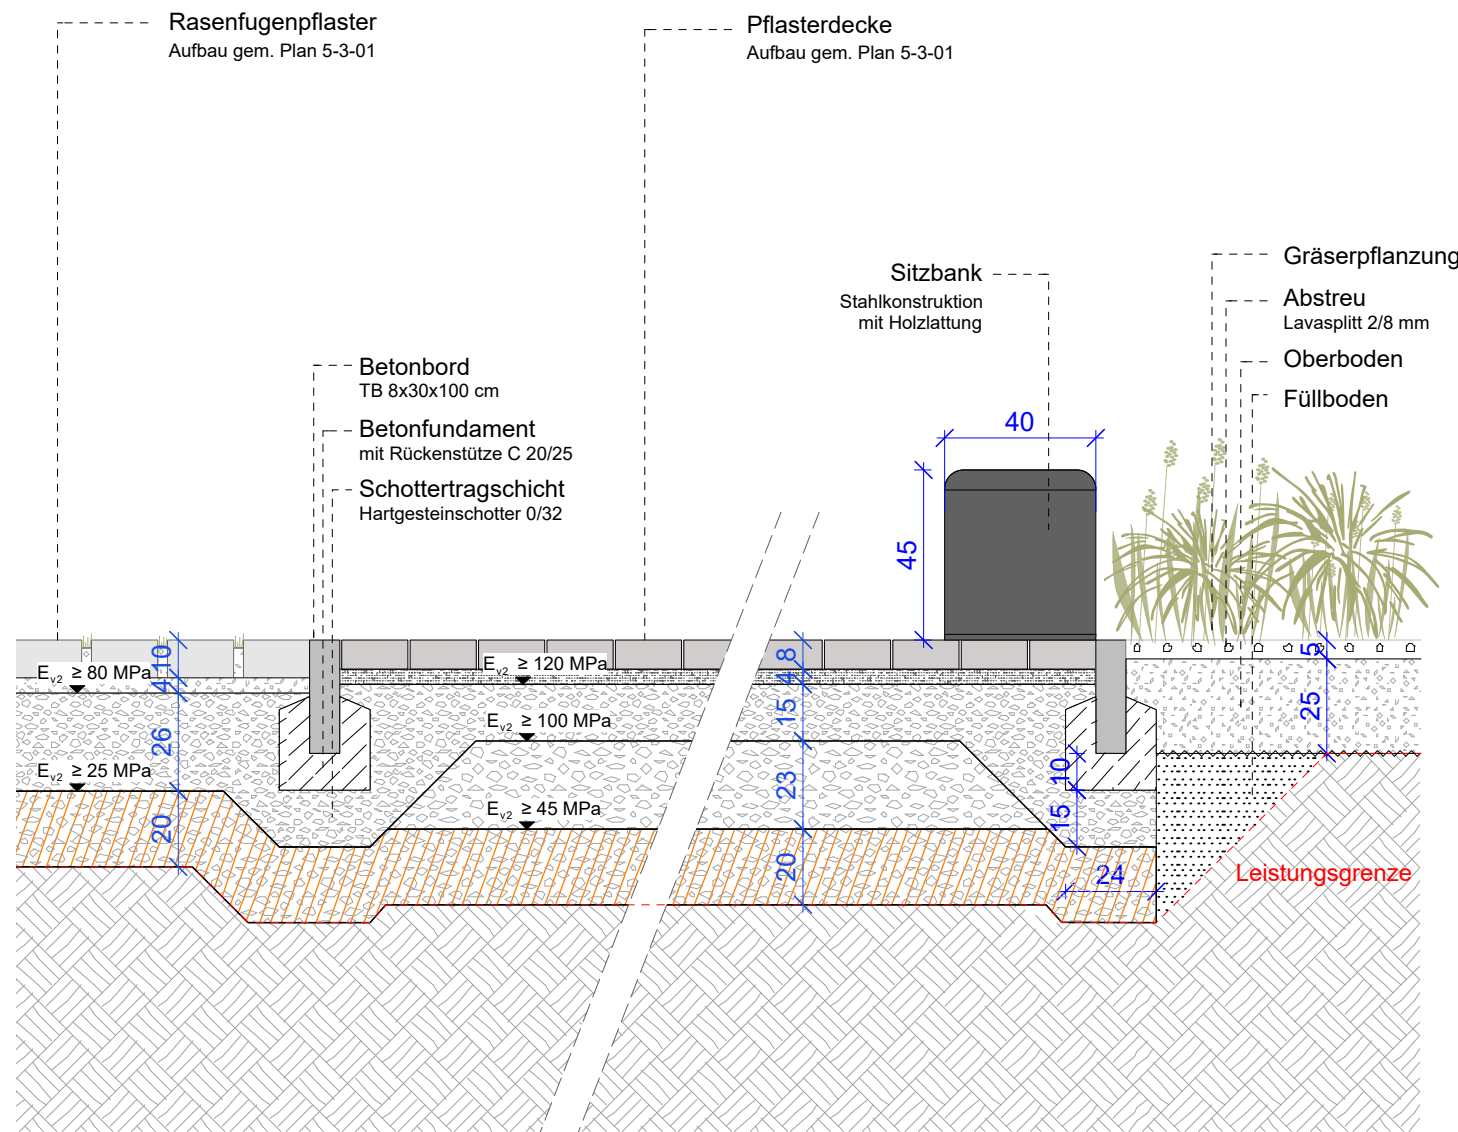 Rasenfugenpflaster
Aufbau gem. Plan 5-3-01
Pflasterdecke
Aufbau gem. Plan 5-3-01
Sitzbank
Stahlkonstruktion
mit Holzlattung
Gräserpflanzung
Abstreu
Lavasplitt 2/8 mm
Oberboden
Füllboden
Betonbord
TB 8x30x100 cm
Betonfundament
mit Rückenstütze C 20/25
Schottertragschicht
Hartgesteinschotter 0/32
40
45
Ev2 ≥ 80 MPa
Ev2 ≥ 25 MPa
10
4
26
20
Ev2 ≥ 120 MPa
Ev2 ≥ 100 MPa
Ev2 ≥ 45 MPa
8
4
15
23
20
10
15
24
5
25
Leistungsgrenze